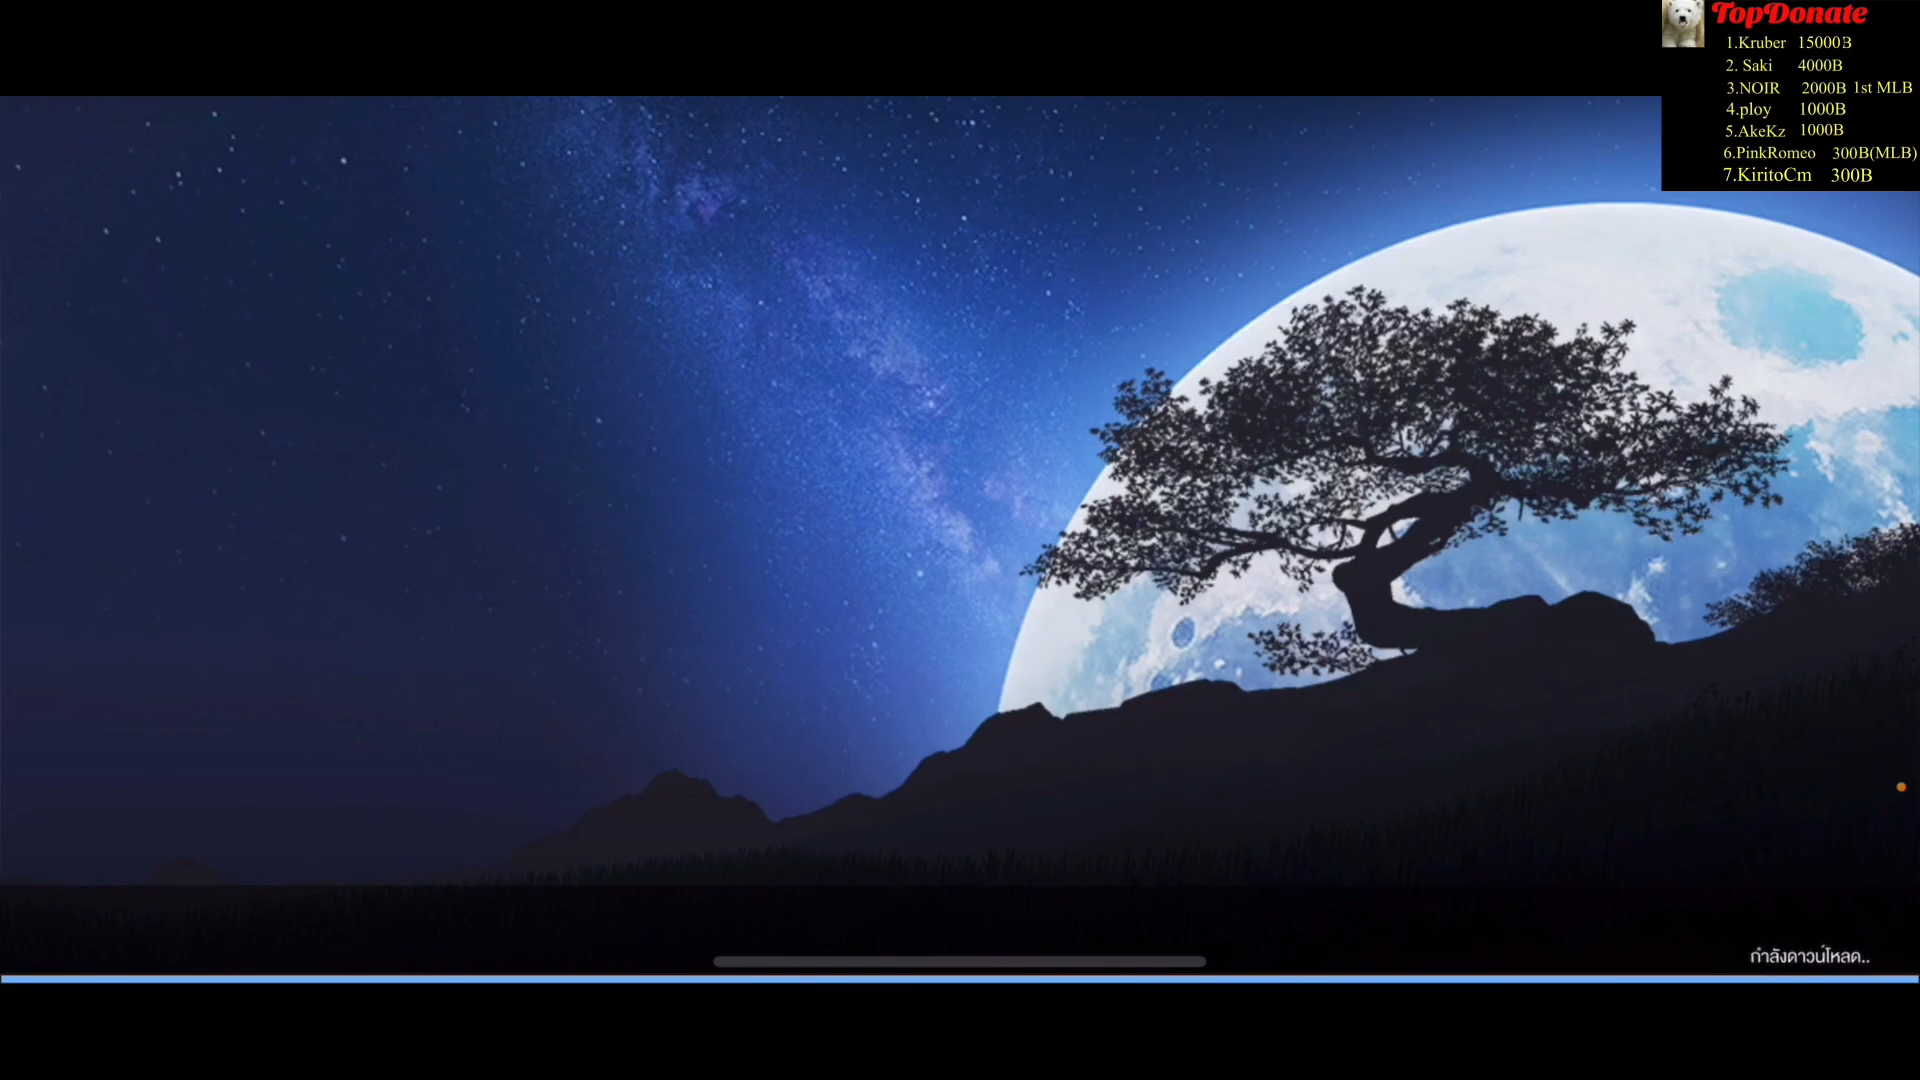 TopDonate
1.Kruber 15000B
2. Saki 4000B
3.NOIR 2000B 1st MLB
4.ploy 1000B
5.AkeKz 1000B
6.PinkRomeo 300B(MLB)
7.KiritoCm 300B
กำลังดาวน์โหลด..